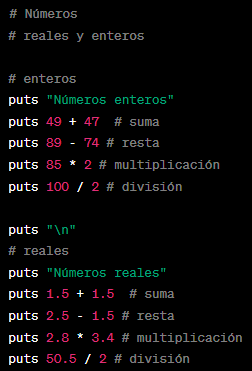 # Números
# reales y enteros
# enteros
puts "Números enteros"
puts 49 + 47  # suma
puts 89 - 74 # resta
puts 85 * 2 # multiplicación
puts 100 / 2 # división
puts "\n"
# reales
puts "Números reales"
puts 1.5 + 1.5  # suma
puts 2.5 - 1.5 # resta
puts 2.8 * 3.4 # multiplicación
puts 50.5 / 2 # división